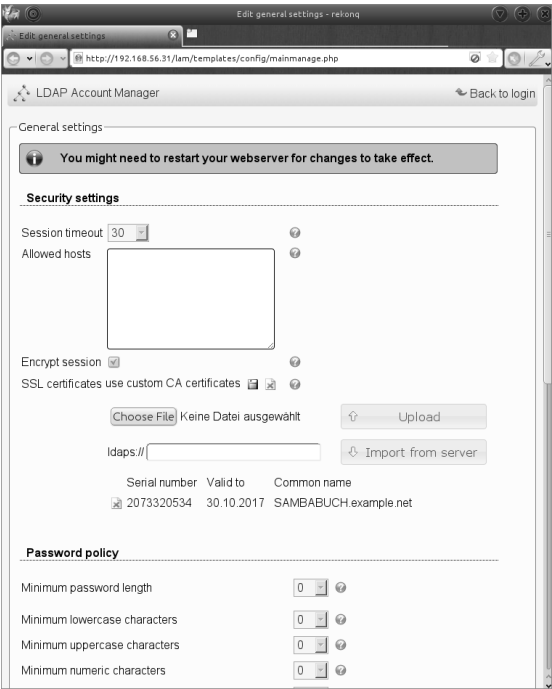 Edit general settings - rekonq
Edit general settings
http://192.168.56.31/lam/templates/config/mainmanage.php
LDAP Account Manager
Back to login
General settings
You might need to restart your webserver for changes to take effect.
Security settings
Session timeout 30
Allowed hosts
Encrypt session
SSL certificates use custom CA certificates
Choose File Keine Datei ausgewählt Upload
ldaps:// Import from server
Serial number Valid to Common name
2073320534 30.10.2017 SAMBABUCH.example.net
Password policy
Minimum password length 0
Minimum lowercase characters 0
Minimum uppercase characters 0
Minimum numeric characters 0